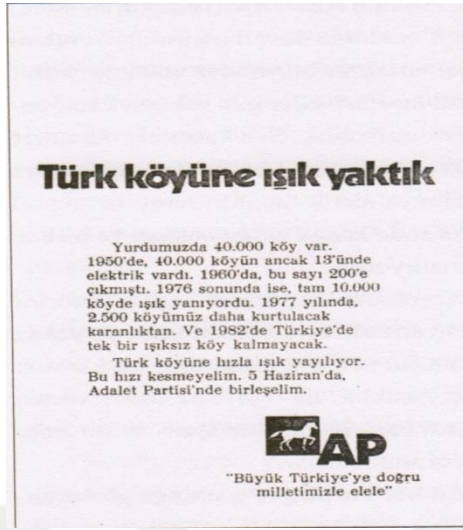 Türk köyüne ışık yaktık
Yurdumuzda 40.000 köy var.
1950'de, 40.000 köyün ancak 13'ünde
elektrik vardı. 1960'da, bu sayı 200'e
çıkmıştı. 1976 sonunda ise, tam 10.000
köyde ışık yanıyordu. 1977 yılında,
2.500 köyümüz daha kurtulacak
karanlıktan. Ve 1982'de Türkiye'de
tek bir ışıksız köy kalmayacak.
Türk köyüne hızla ışık yayılıyor.
Bu hızı kesmeyelim. 5 Haziran'da,
Adalet Partisi'nde birleşelim.
AP
"Büyük Türkiye'ye doğru
milletimizle elele"